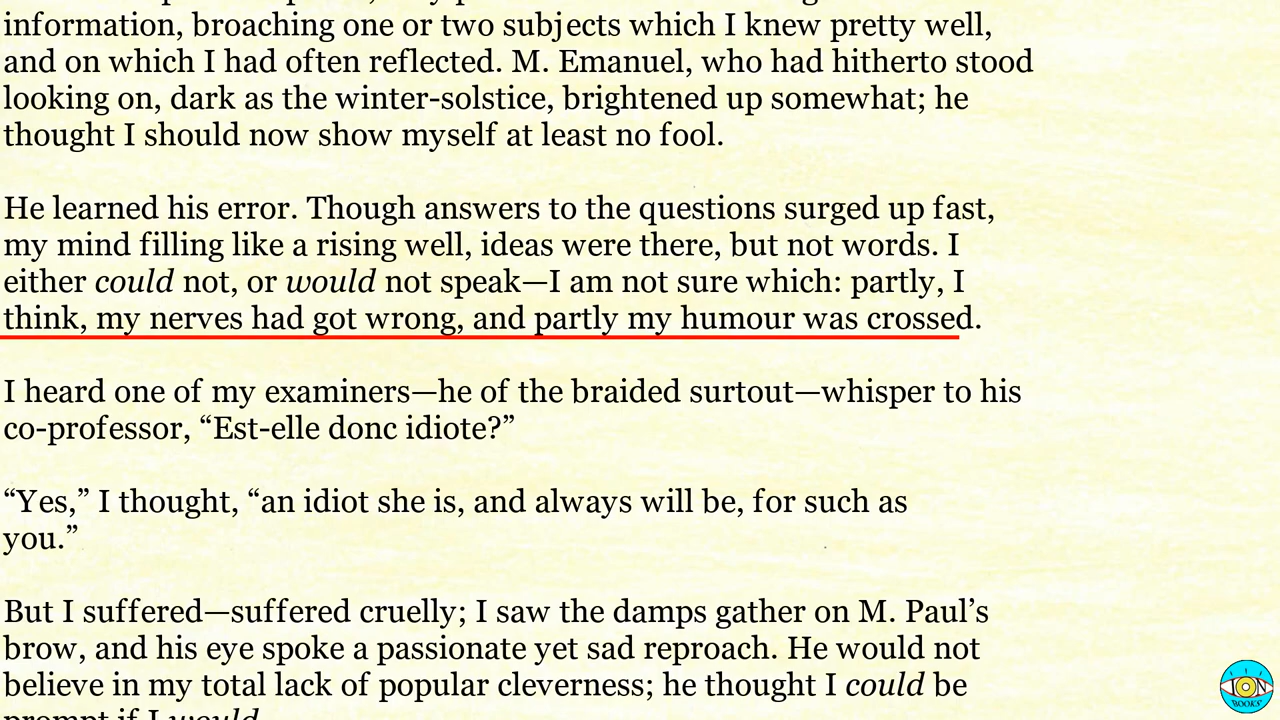 information, broaching one or two subjects which I knew pretty well,
and on which I had often reflected. M. Emanuel, who had hitherto stood
looking on, dark as the winter-solstice, brightened up somewhat; he
thought I should now show myself at least no fool.
He learned his error. Though answers to the questions surged up fast,
my mind filling like a rising well, ideas were there, but not words. I
either could not, or would not speak—I am not sure which: partly, I
think, my nerves had got wrong, and partly my humour was crossed.
I heard one of my examiners—he of the braided surtout—whisper to his
co-professor, “Est-elle donc idiote?”
“Yes,” I thought, “an idiot she is, and always will be, for such as
you.”
But I suffered—suffered cruelly; I saw the damps gather on M. Paul’s
brow, and his eye spoke a passionate yet sad reproach. He would not
believe in my total lack of popular cleverness; he thought I could be
prompt if I would.
ION
BOOKS